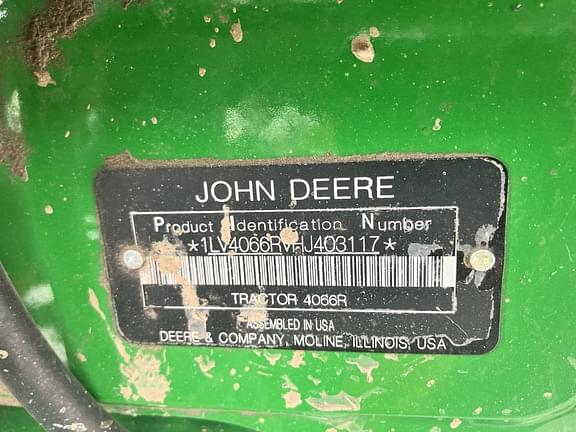 JOHN DEERE
Product Identification Number
*1LV4066RVHJ403117*
TRACTOR 4066R
ASSEMBLED IN USA
DEERE & COMPANY, MOLINE, ILLINOIS, USA